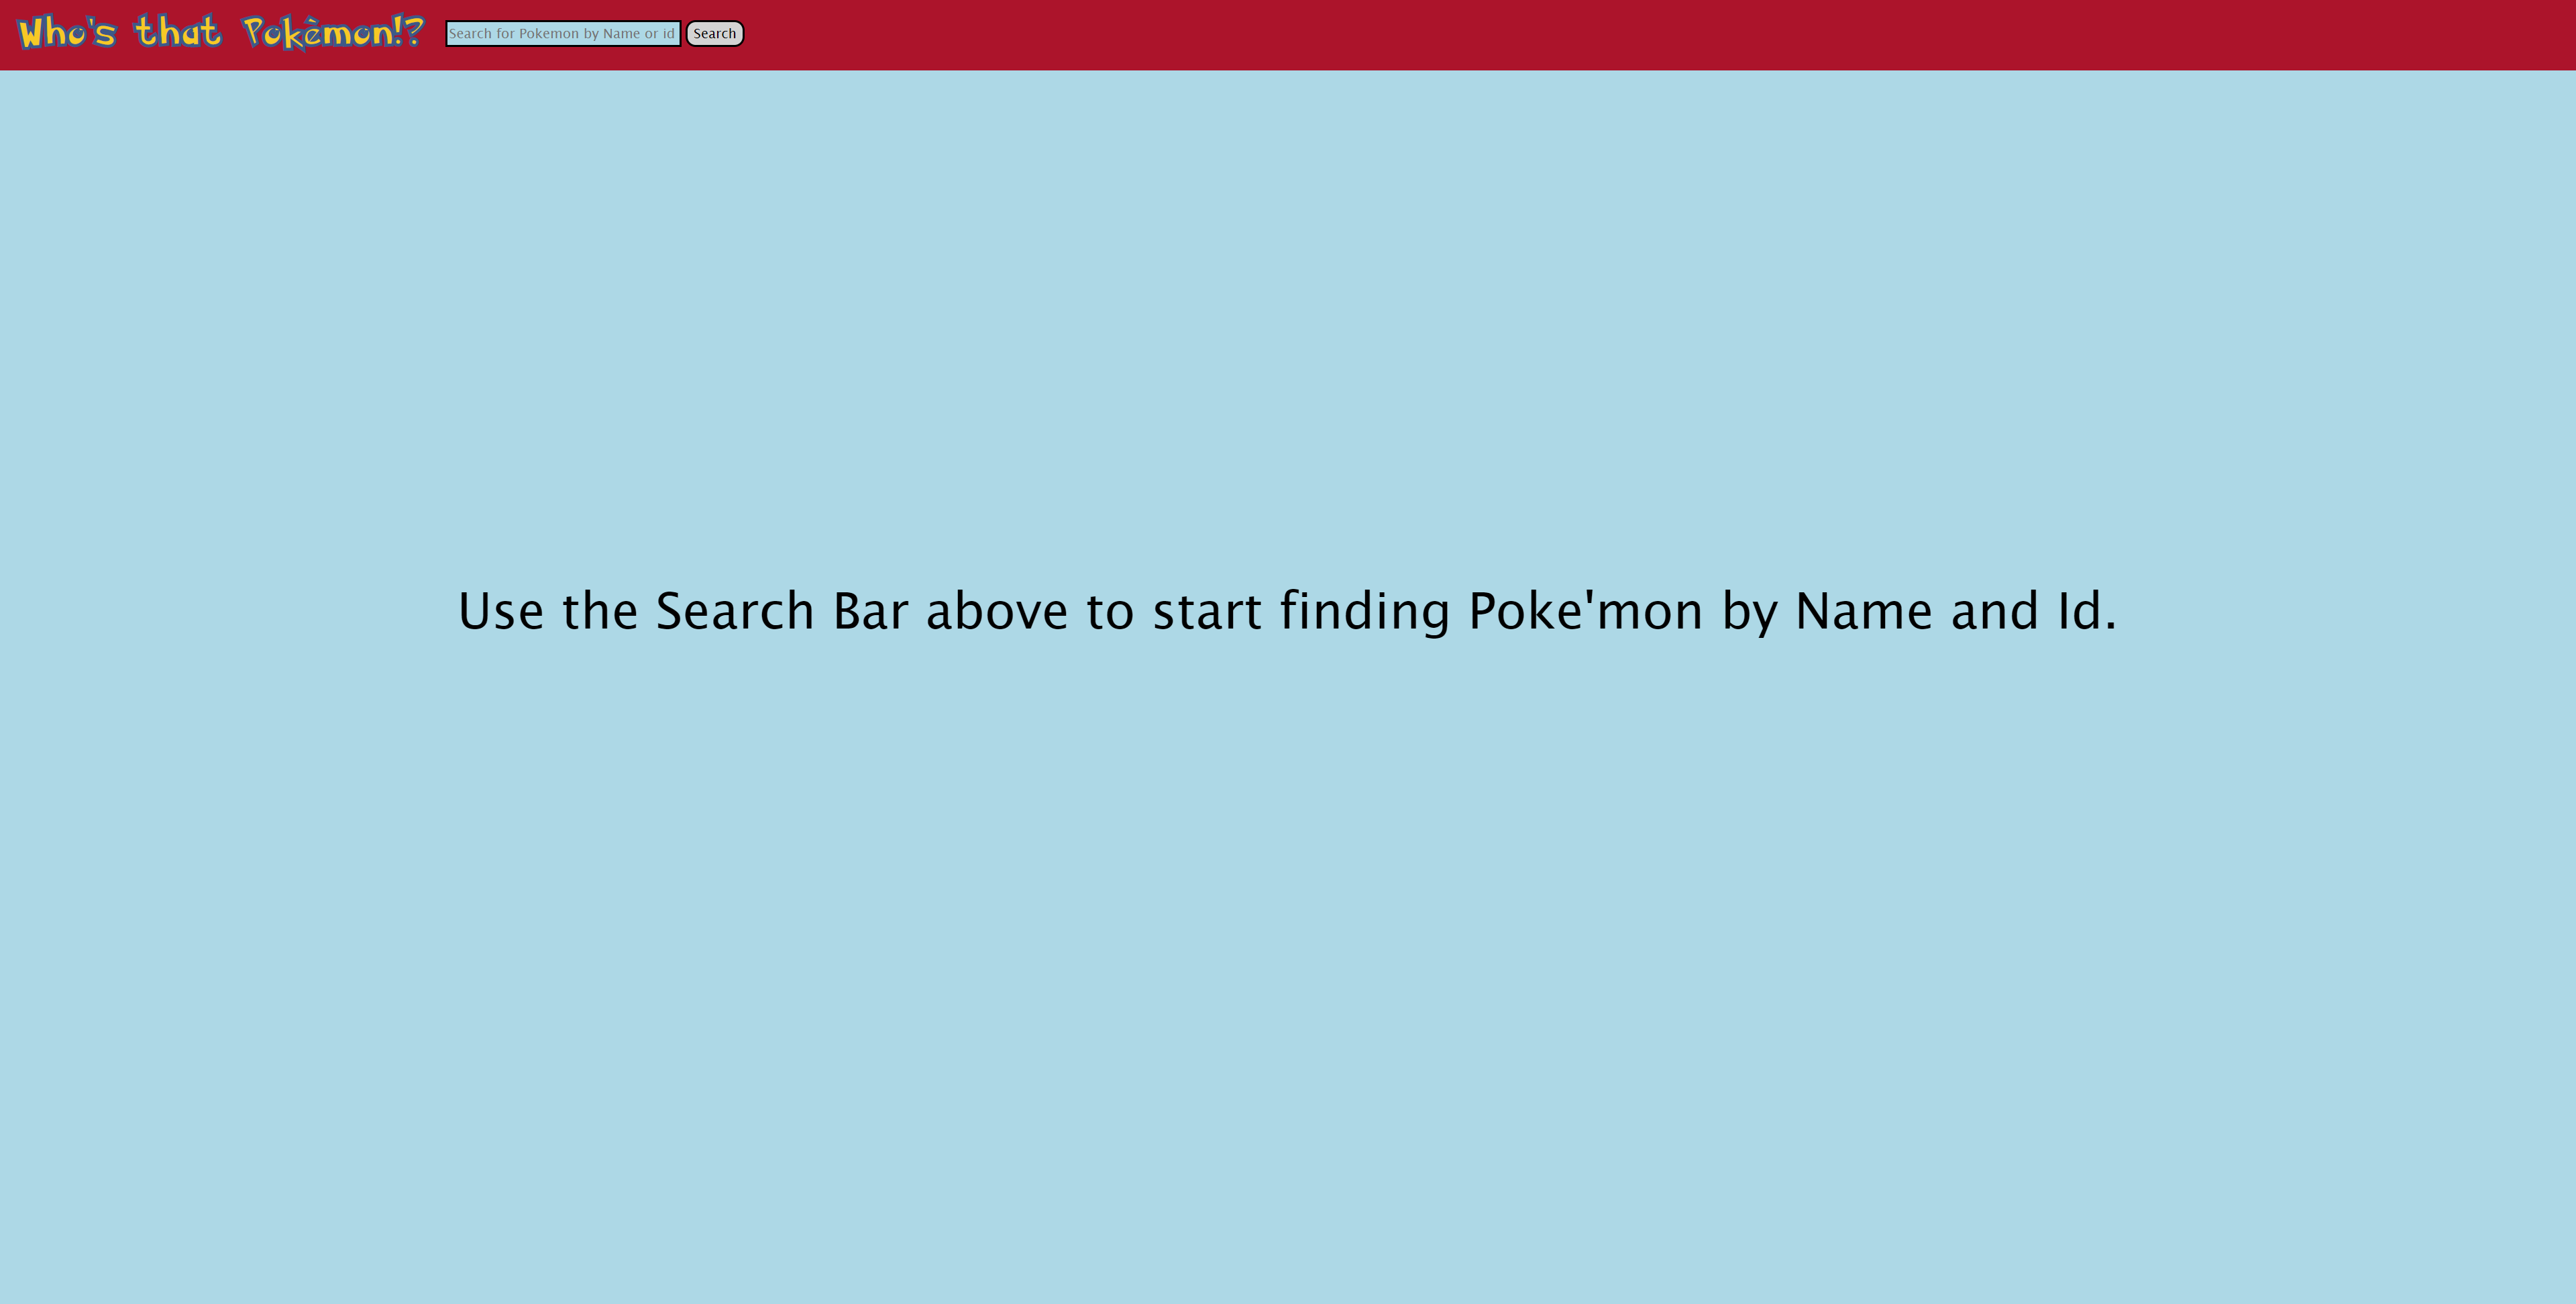 Who's that Pokémon!?
Search for Pokemon by Name or id
Search
Use the Search Bar above to start finding Poke'mon by Name and Id.